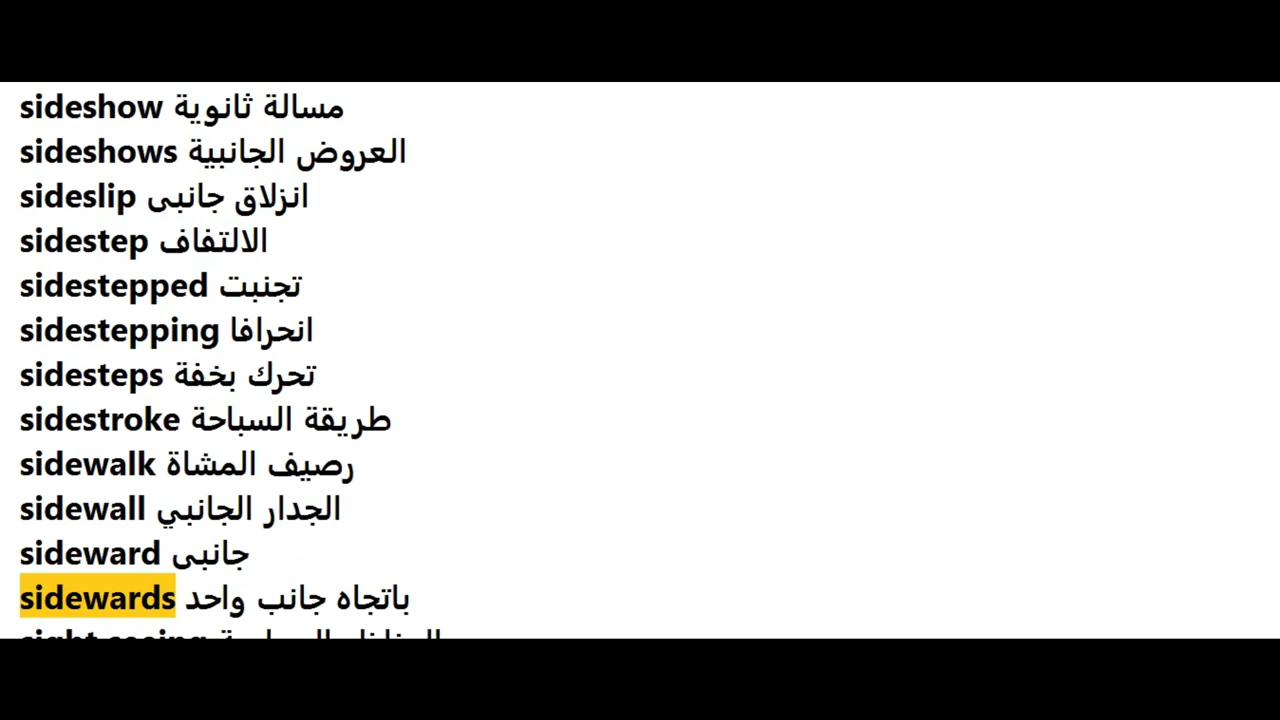 sideshow مسالة ثانوية
sideshows العروض الجانبية
sideslip انزلاق جانبى
sidestep الالتفاف
sidestepped تجنبت
sidestepping انحرافا
sidesteps تحرك بخفة
sidestroke طريقة السباحة
sidewalk رصيف المشاة
sidewall الجدار الجانبي
sideward جانبى
sidewards باتجاه جانب واحد